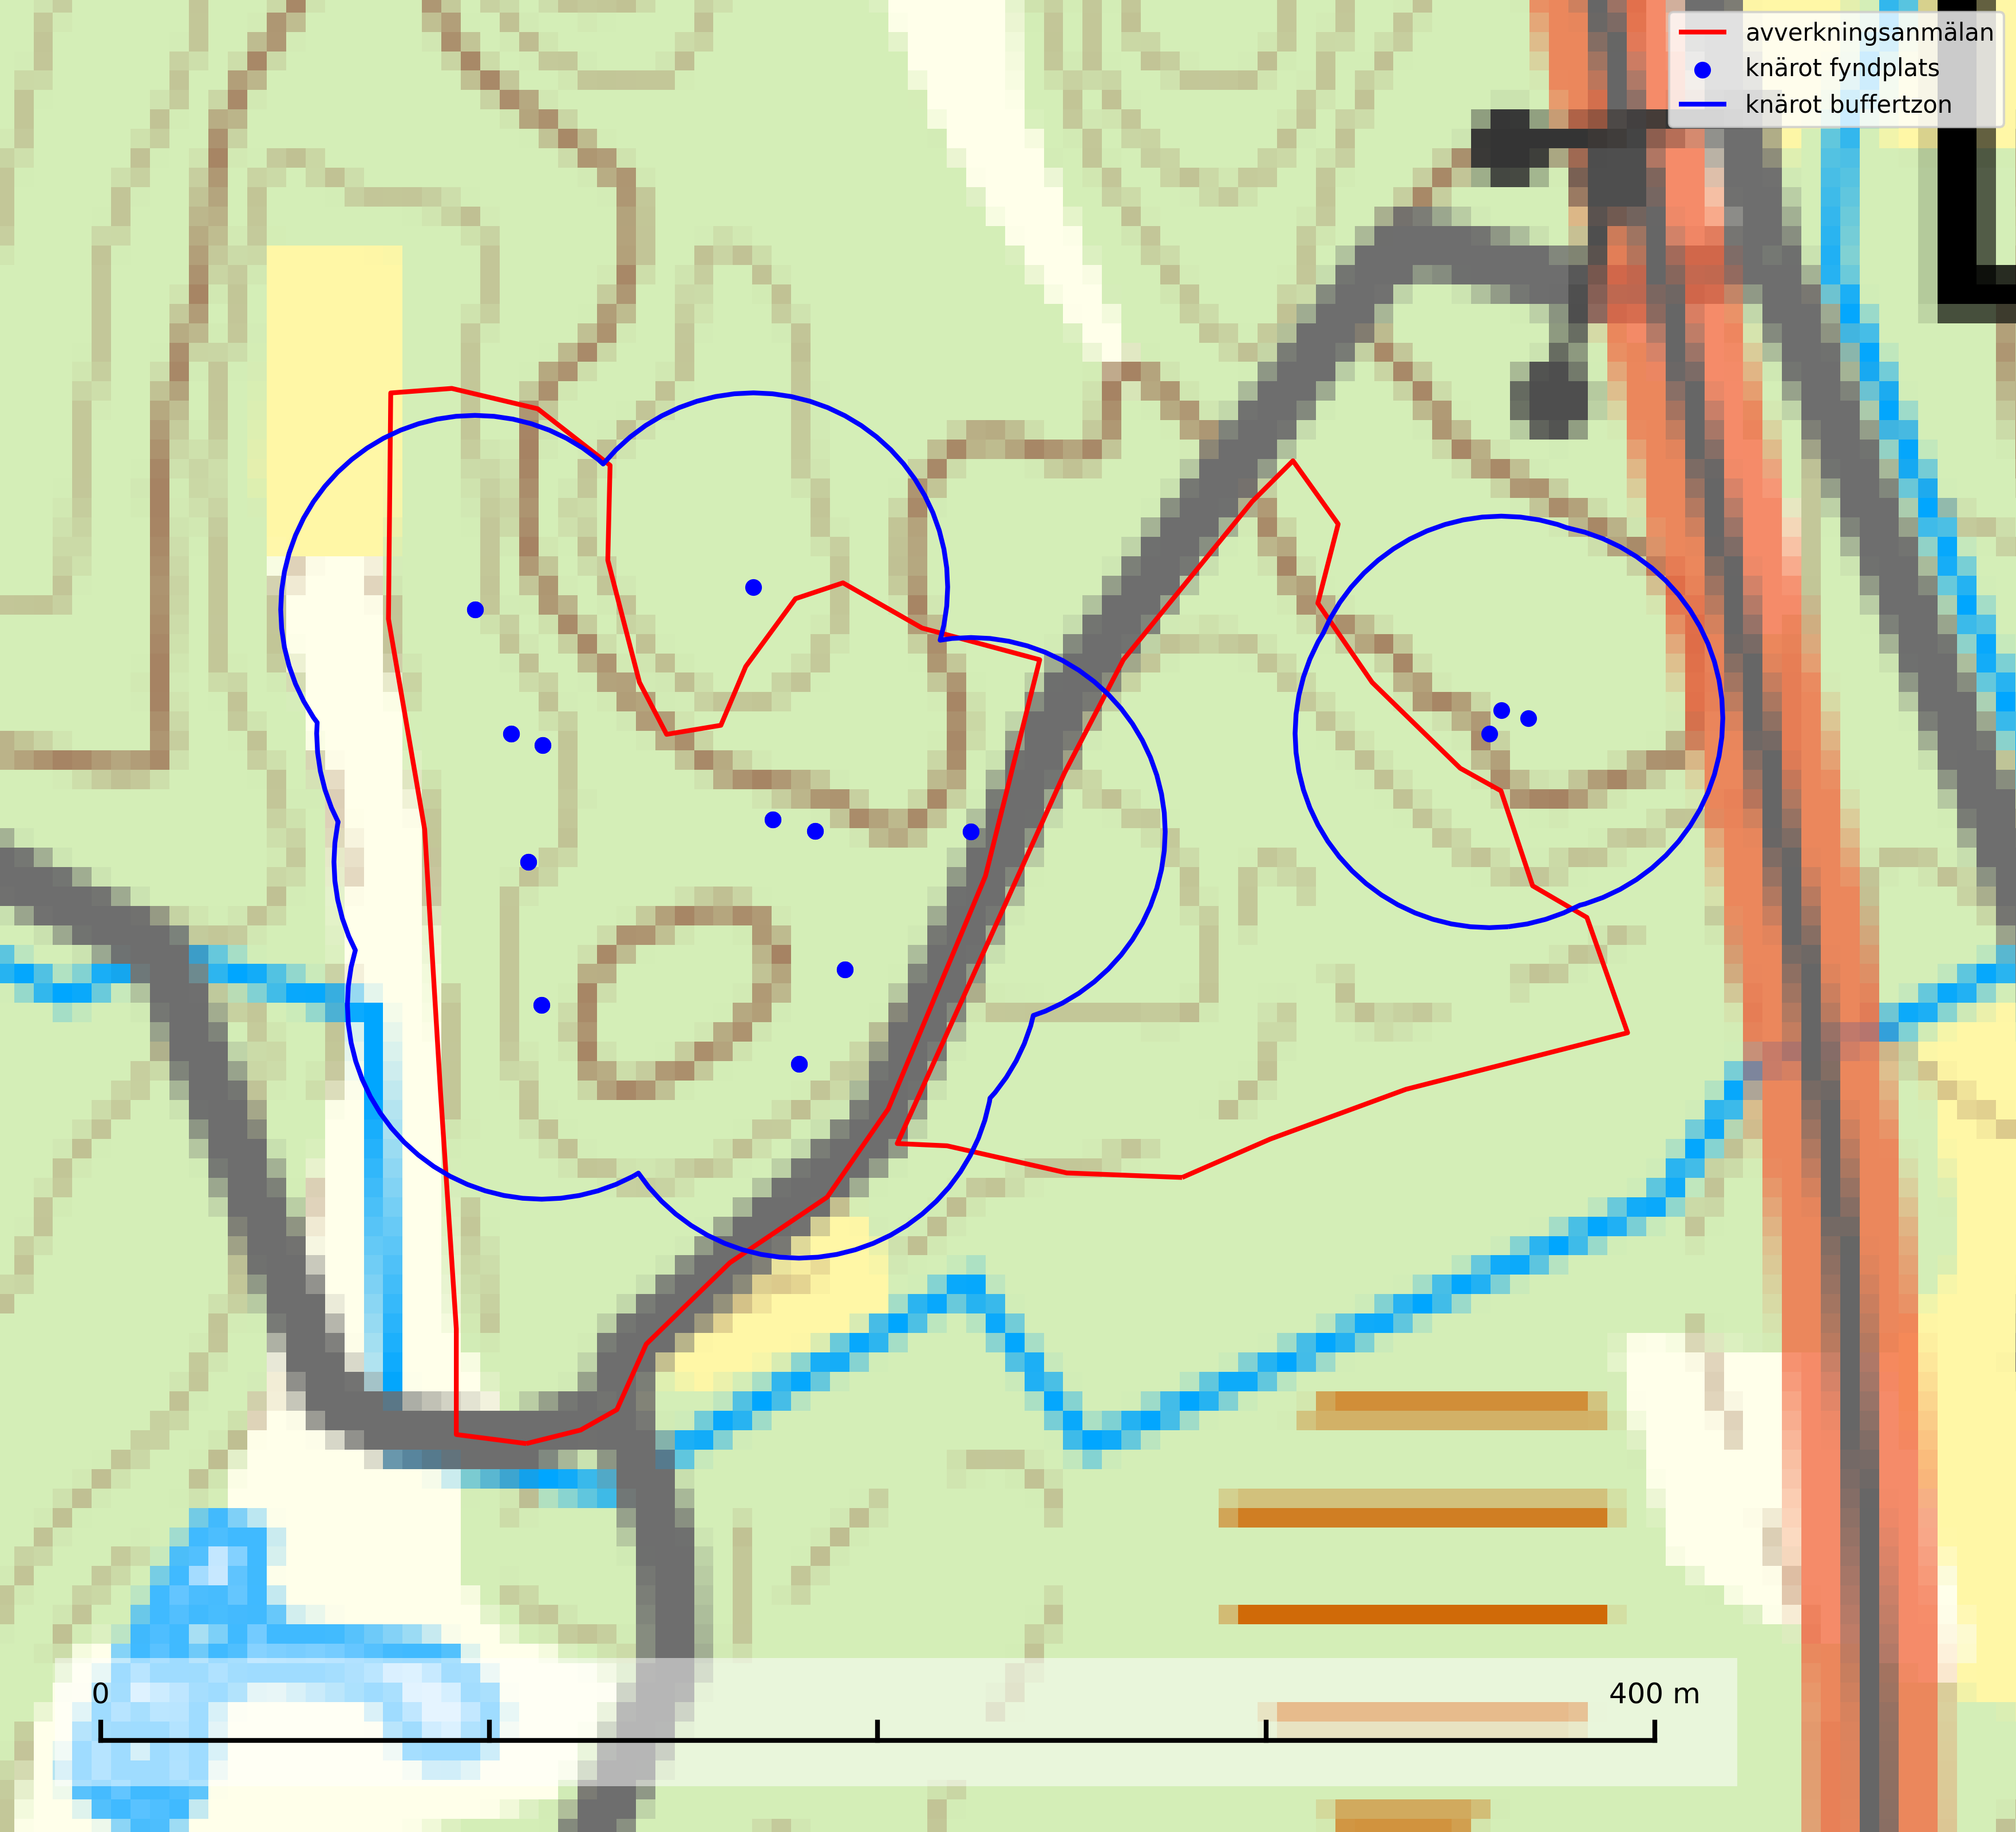 avverkningsanmälan
knärot fyndplats
knärot buffertzon
0
400 m